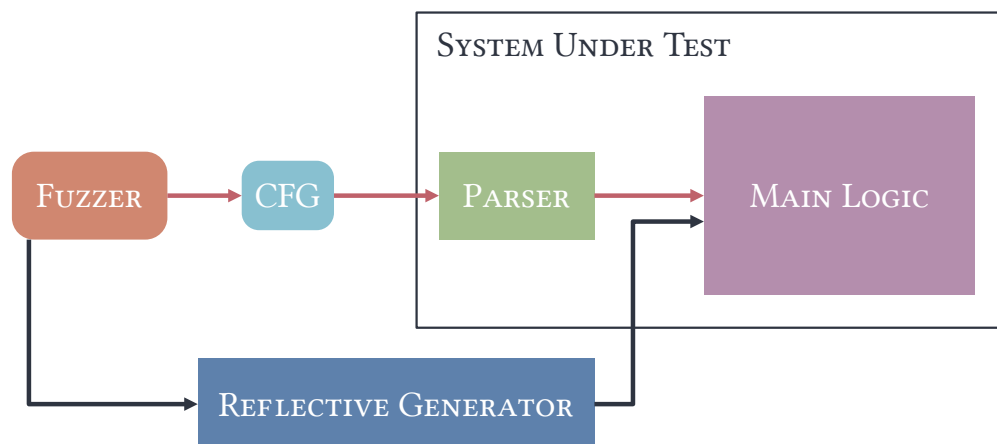 System Under Test
Fuzzer
CFG
Parser
Main Logic
Reflective Generator